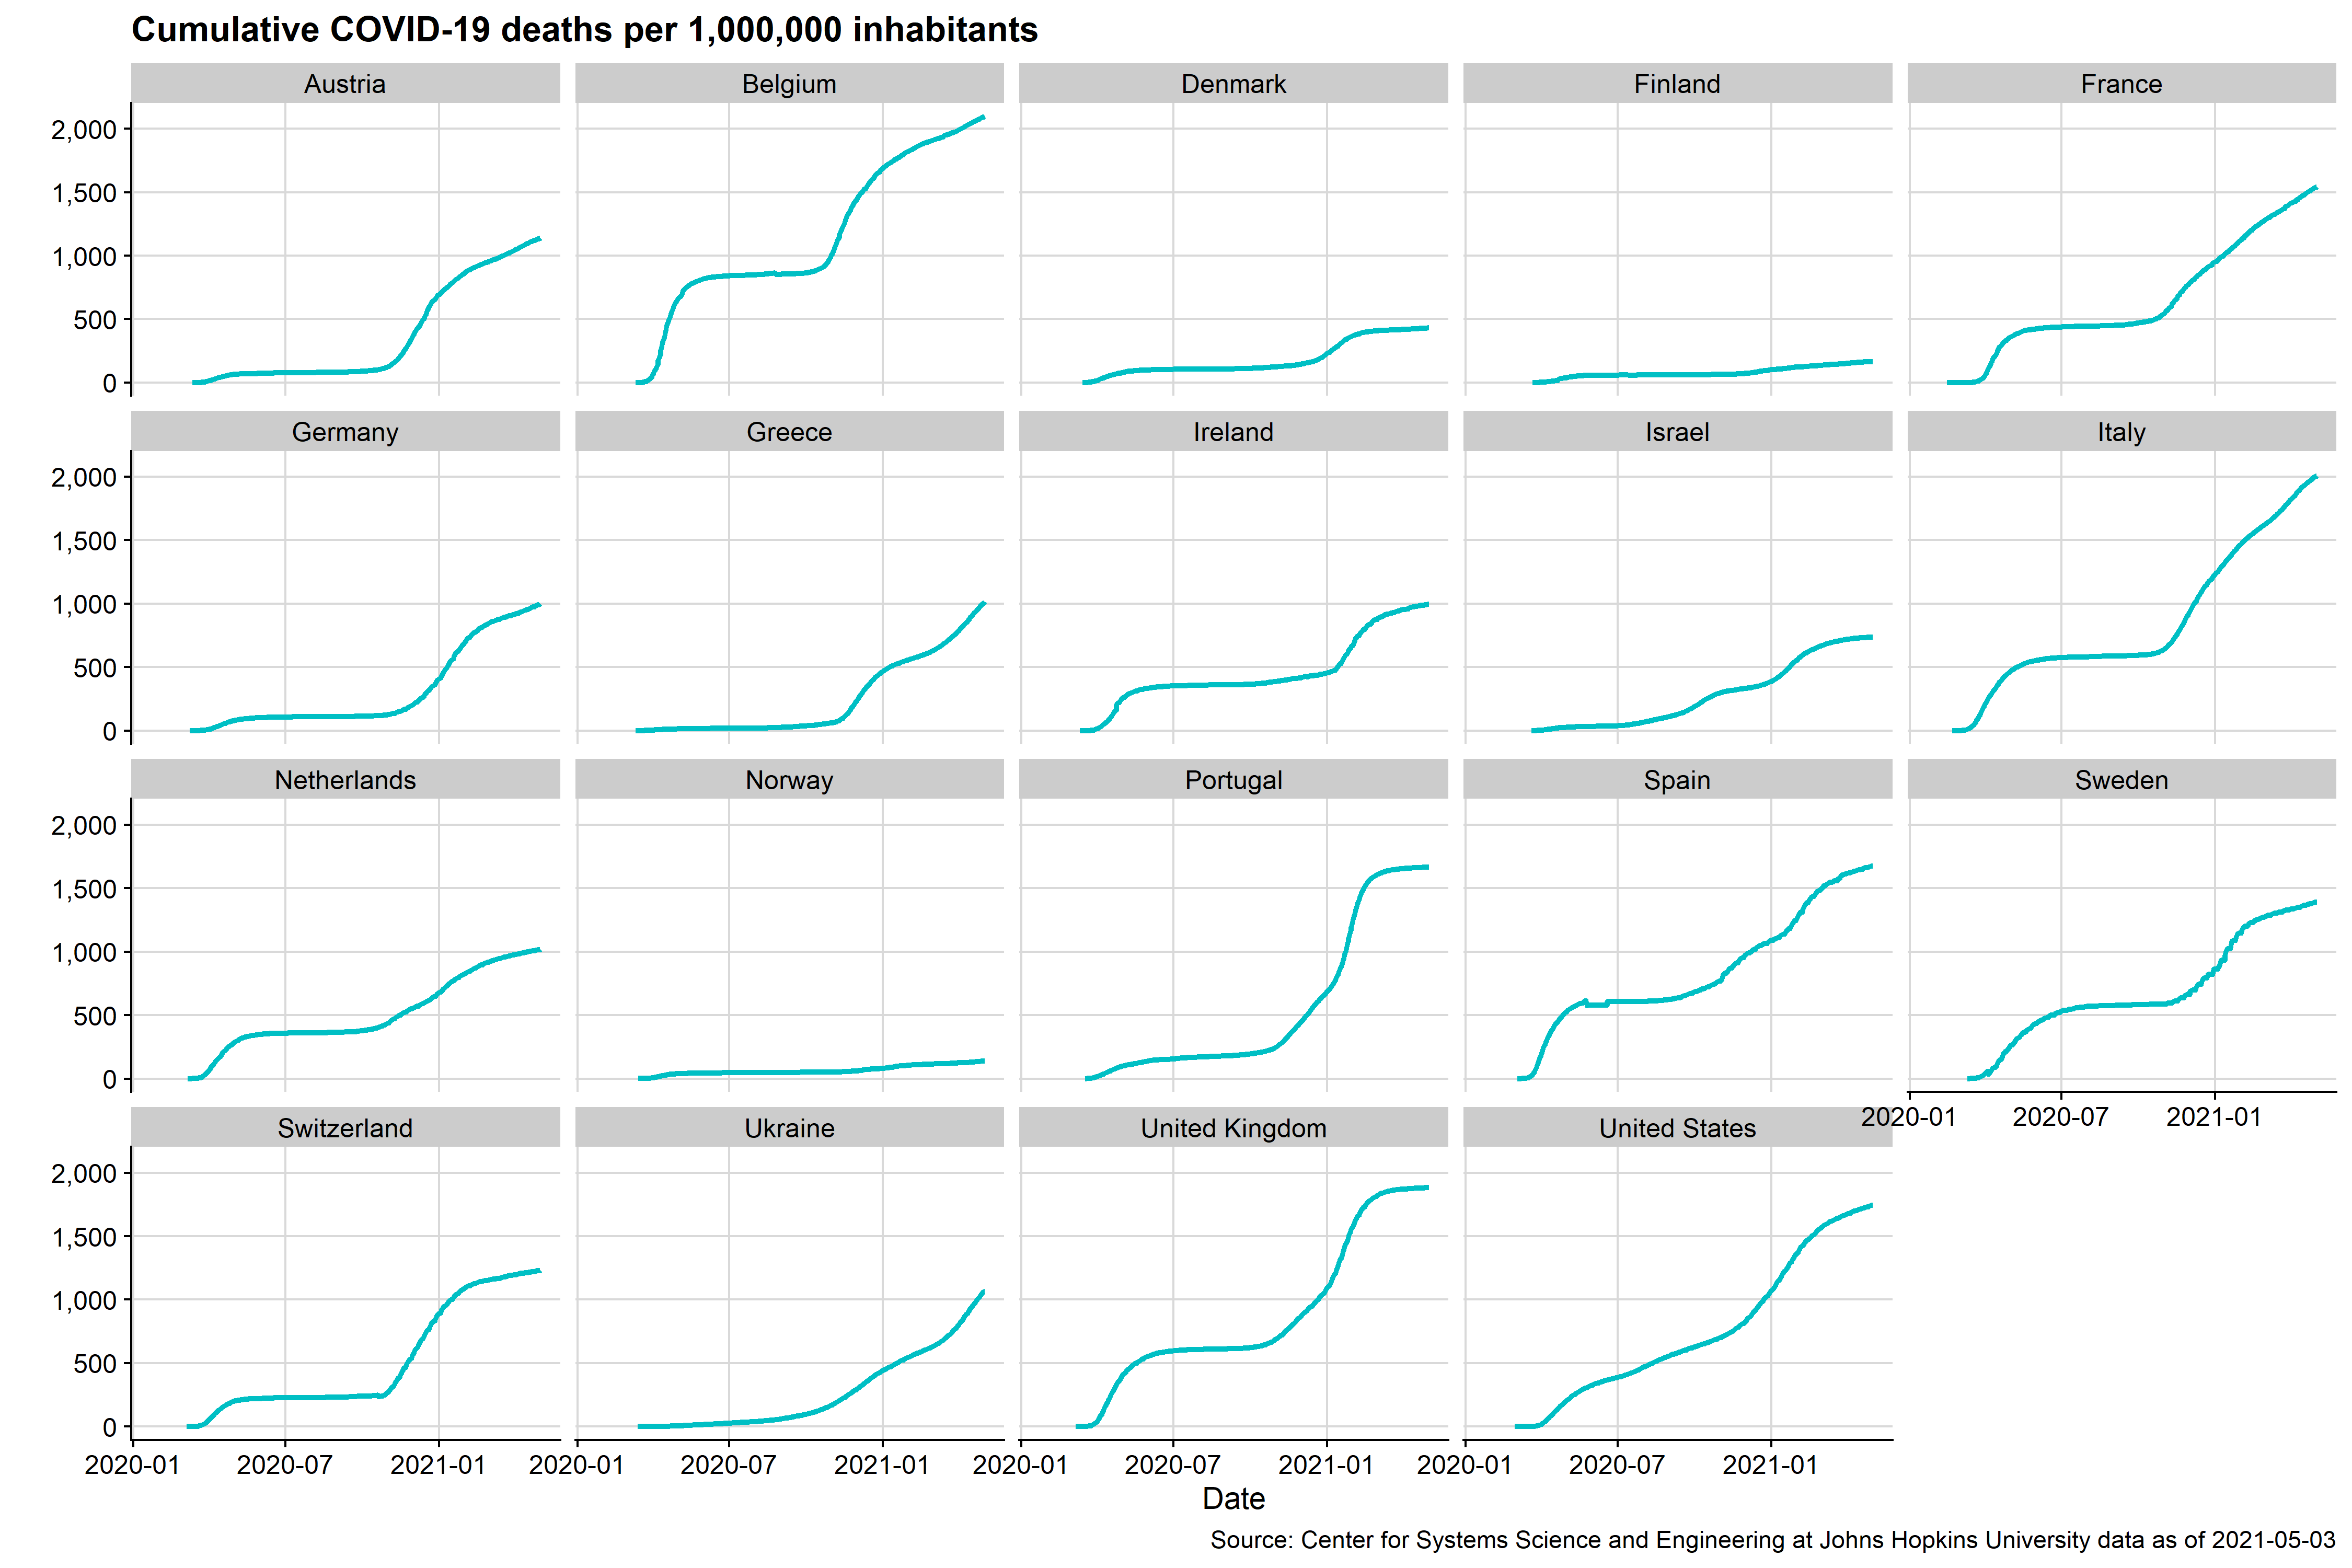 Cumulative COVID-19 deaths per 1,000,000 inhabitants
Austria Belgium Denmark Finland France
2,000
1,500
1,000
500
0
Germany Greece Ireland Israel Italy
2,000
1,500
1,000
500
0
Netherlands Norway Portugal Spain Sweden
2,000
1,500
1,000
500
0
2020-01 2020-07 2021-01
Switzerland Ukraine United Kingdom United States
2,000
1,500
1,000
500
0
2020-01 2020-07 2021-01 2020-01 2020-07 2021-01 2020-01 2020-07 2021-01 2020-01 2020-07 2021-01
Date
Source: Center for Systems Science and Engineering at Johns Hopkins University data as of 2021-05-03